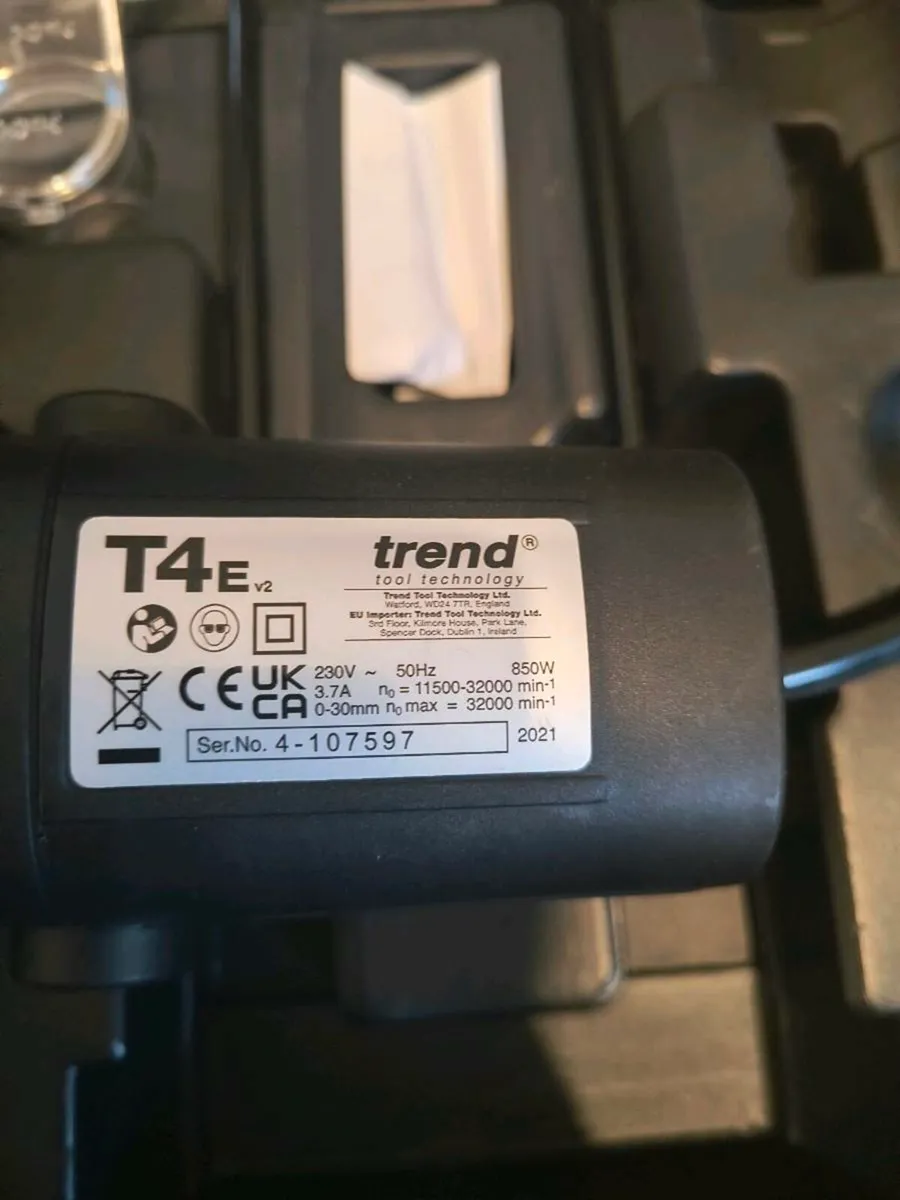 T4E v2
trend®
tool technology
Trend Tool Technology Ltd.
Watford, WD24 7TR, England
EU Importer: Trend Tool Technology Ltd.
3rd Floor, Kilmore House, Park Lane,
Spencer Dock, Dublin 1, Ireland
CE UK CA
230V ~ 50Hz 850W
3.7A n₀ = 11500-32000 min-¹
0-30mm n₀ max = 32000 min-¹
Ser.No. 4-107597
2021